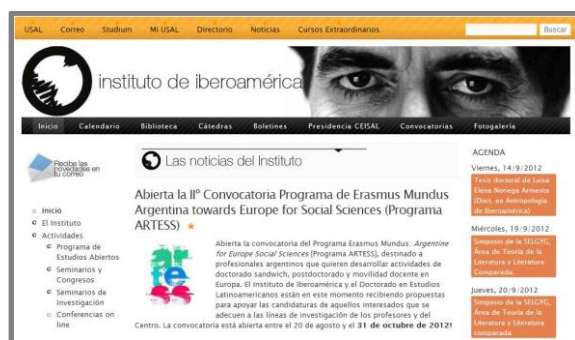 USAL Correo Studium Mi USAL Directorio Noticias Cursos Extraordinarios Buscar
instituto de iberoamérica
Inicio Calendario Biblioteca Cátedras Boletines Presidencia CEISAL Convocatorias Fotogalería
Recibe las
novedades en
tu correo
Inicio
El Instituto
Actividades
Programa de
Estudios Abiertos
Seminarios y
Congresos
Seminarios de
Investigación
Conferencias on
line
Las noticias del Instituto
Abierta la IIº Convocatoria Programa de Erasmus Mundus
Argentina towards Europe for Social Sciences (Programa
ARTESS)
artess
Abierta la convocatoria del Programa Erasmus Mundus: Argentine
for Europe Social Sciences [Programa ARTESS), destinado a
profesionales argentinos que quieren desarrollar actividades de
doctorado sandwich, postdoctorado y movilidad docente en
Europa. El Instituto de Iberoamérica y el Doctorado en Estudios
Latinoamericanos están en este momento recibiendo propuestas
para apoyar las candidaturas de aquellos interesados que se
adecuen a las líneas de investigación de los profesores y del
Centro. La convocatoria está abierta entre el 20 de agosto y el 31 de octubre de 2012!
AGENDA
Viernes, 14/9/2012
Tesis doctoral de Luisa
Elena Noriega Armenta
(Doct. en Antropología
de Iberoamérica)
Miércoles, 19/9/2012
Simposio de la SELGYC,
Área de Teoría de la
Literatura y Literatura
Comparada.
Jueves, 20/9/2012
Simposio de la SELGYC,
Área de Teoría de la
Literatura y Literatura
comparada